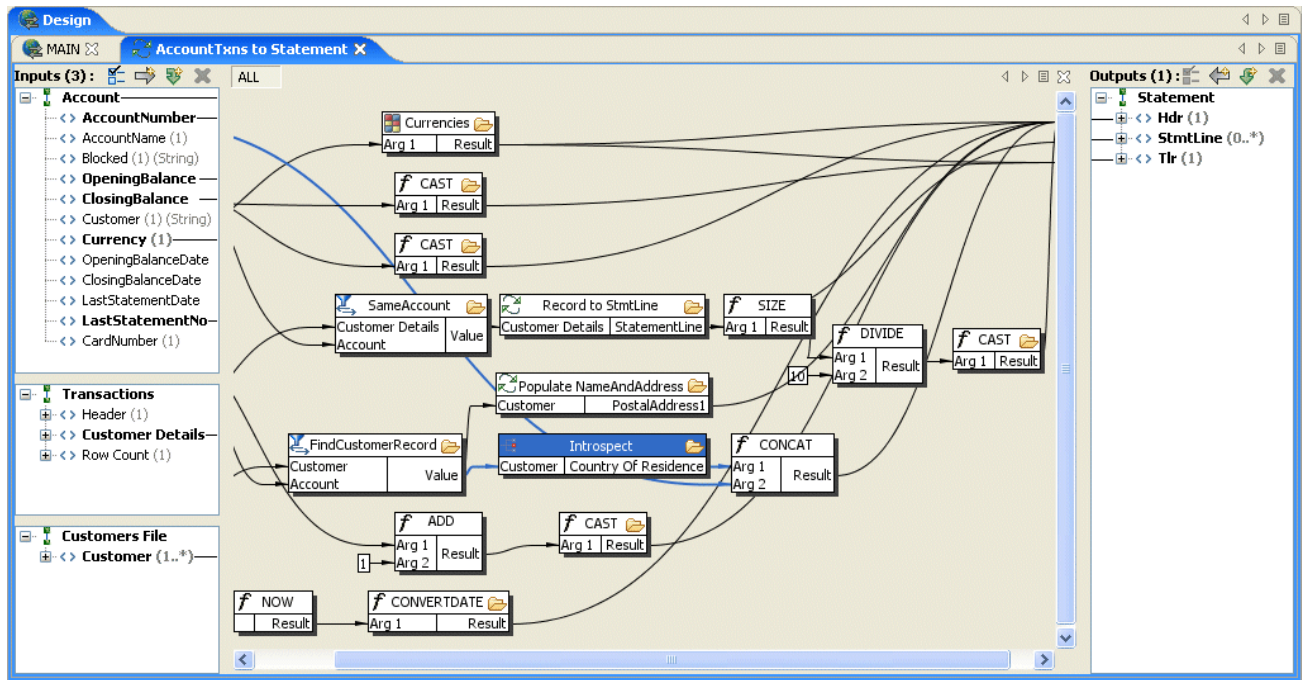 Design
MAIN
AccountTxns to Statement
Inputs (3) :
ALL
Outputs (1) :
Account
AccountNumber
AccountName (1)
Blocked (1) (String)
OpeningBalance
ClosingBalance
Customer (1) (String)
Currency (1)
OpeningBalanceDate
ClosingBalanceDate
LastStatementDate
LastStatementNo
CardNumber (1)
Transactions
Header (1)
Customer Details
Row Count (1)
Customers File
Customer (1..*)
Currencies
Arg 1 Result
f CAST
Arg 1 Result
f CAST
Arg 1 Result
SameAccount
Customer Details
Account
Value
Record to StmtLine
Customer Details StatementLine
f SIZE
Arg 1 Result
f DIVIDE
Arg 1
Arg 2
Result
10
f CAST
Arg 1 Result
Populate NameAndAddress
Customer PostalAddress1
FindCustomerRecord
Customer
Account
Value
Introspect
Customer Country Of Residence
f CONCAT
Arg 1
Arg 2
Result
f ADD
Arg 1
Arg 2
Result
1
f CAST
Arg 1 Result
f NOW
Result
f CONVERTDATE
Arg 1 Result
Statement
Hdr (1)
StmtLine (0..*)
Tlr (1)